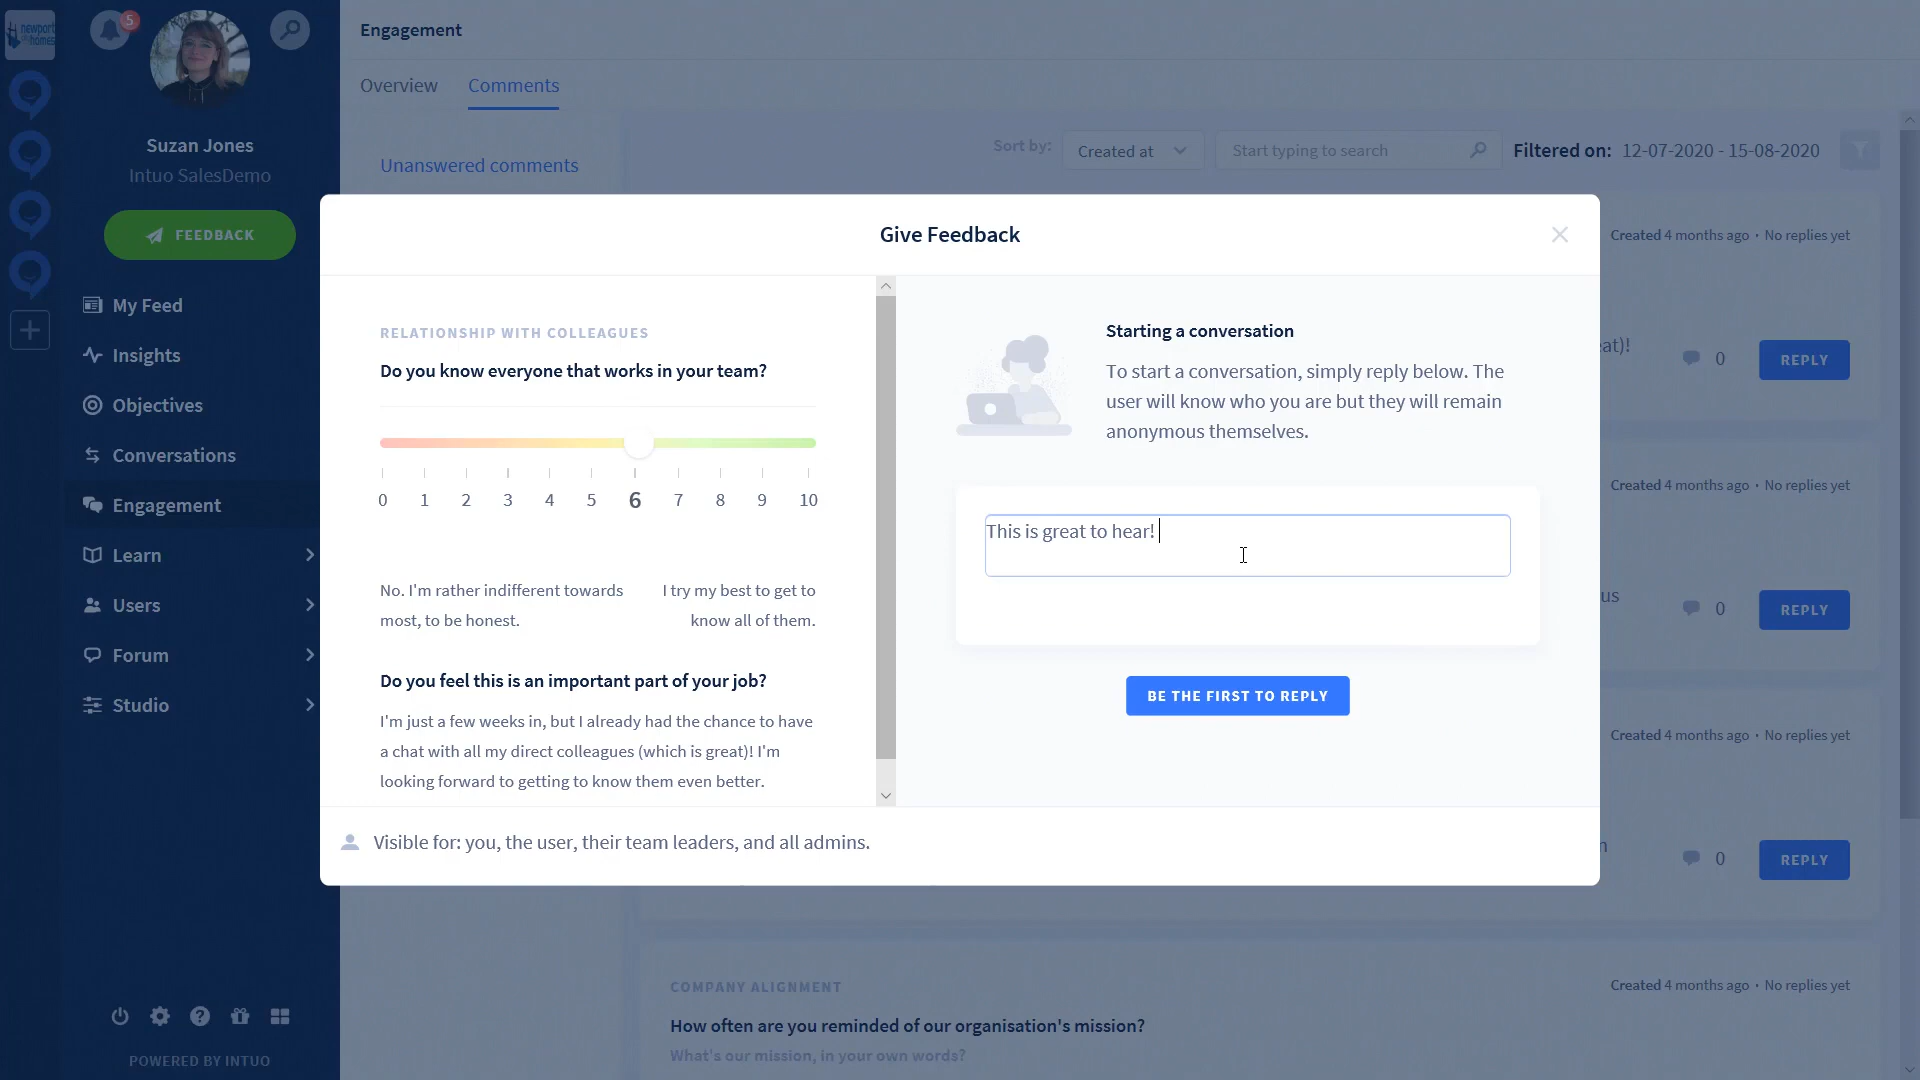 newport
homes
5
Suzan Jones
Intuo SalesDemo
FEEDBACK
My Feed
Insights
Objectives
Conversations
Engagement
Learn
Users
Forum
Studio
POWERED BY INTUO
Engagement
Overview
Comments
Unanswered comments
Sort by:
Created at
Start typing to search
Filtered on: 12-07-2020 - 15-08-2020
Created 4 months ago • No replies yet
eat)!
0
REPLY
Created 4 months ago • No replies yet
us
0
REPLY
Created 4 months ago • No replies yet
0
REPLY
COMPANY ALIGNMENT
Created 4 months ago • No replies yet
How often are you reminded of our organisation's mission?
What's our mission, in your own words?
Give Feedback
RELATIONSHIP WITH COLLEAGUES
Do you know everyone that works in your team?
0 1 2 3 4 5 6 7 8 9 10
No. I'm rather indifferent towards
most, to be honest.
I try my best to get to
know all of them.
Do you feel this is an important part of your job?
I'm just a few weeks in, but I already had the chance to have
a chat with all my direct colleagues (which is great)! I'm
looking forward to getting to know them even better.
Starting a conversation
To start a conversation, simply reply below. The
user will know who you are but they will remain
anonymous themselves.
This is great to hear!
BE THE FIRST TO REPLY
Visible for: you, the user, their team leaders, and all admins.